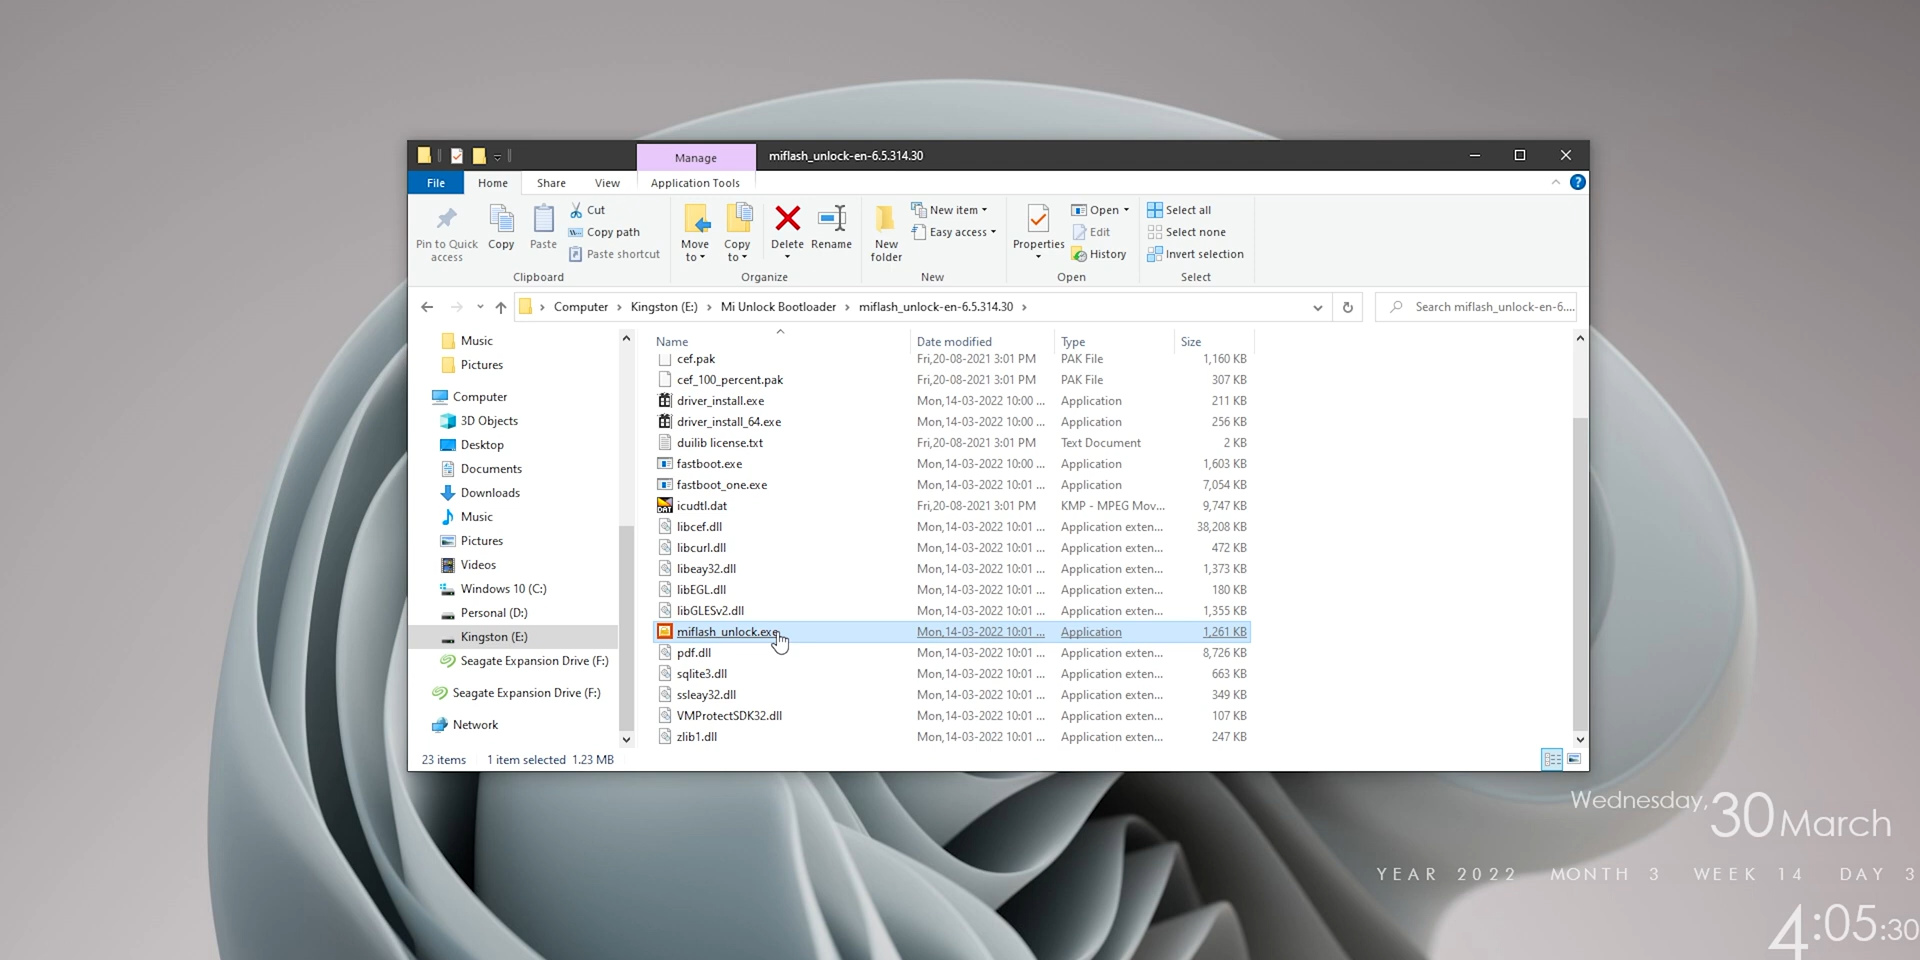 Manage miflash_unlock-en-6.5.314.30
File Home Share View Application Tools
Pin to Quick access
Copy
Paste
Cut
Copy path
Paste shortcut
Clipboard
Move to
Copy to
Delete
Rename
Organize
New folder
New item
Easy access
New
Properties
Open
Edit
History
Open
Select all
Select none
Invert selection
Select
Computer Kingston (E:) Mi Unlock Bootloader miflash_unlock-en-6.5.314.30
Search miflash_unlock-en-6....
Music
Pictures
Computer
3D Objects
Desktop
Documents
Downloads
Music
Pictures
Videos
Windows 10 (C:)
Personal (D:)
Kingston (E:)
Seagate Expansion Drive (F:)
Seagate Expansion Drive (F:)
Network
Name Date modified Type Size
cef.pak Fri,20-08-2021 3:01 PM PAK File 1,160 KB
cef_100_percent.pak Fri,20-08-2021 3:01 PM PAK File 307 KB
driver_install.exe Mon,14-03-2022 10:00 ... Application 211 KB
driver_install_64.exe Mon,14-03-2022 10:00 ... Application 256 KB
duilib license.txt Fri,20-08-2021 3:01 PM Text Document 2 KB
fastboot.exe Mon,14-03-2022 10:00 ... Application 1,603 KB
fastboot_one.exe Mon,14-03-2022 10:01 ... Application 7,054 KB
DAT icudtl.dat Fri,20-08-2021 3:01 PM KMP - MPEG Mov... 9,747 KB
libcef.dll Mon,14-03-2022 10:01 ... Application exten... 38,208 KB
libcurl.dll Mon,14-03-2022 10:01 ... Application exten... 472 KB
libeay32.dll Mon,14-03-2022 10:01 ... Application exten... 1,373 KB
libEGL.dll Mon,14-03-2022 10:01 ... Application exten... 180 KB
libGLESv2.dll Mon,14-03-2022 10:01 ... Application exten... 1,355 KB
miflash_unlock.exe Mon,14-03-2022 10:01 ... Application 1,261 KB
pdf.dll Mon,14-03-2022 10:01 ... Application exten... 8,726 KB
sqlite3.dll Mon,14-03-2022 10:01 ... Application exten... 663 KB
ssleay32.dll Mon,14-03-2022 10:01 ... Application exten... 349 KB
VMProtectSDK32.dll Mon,14-03-2022 10:01 ... Application exten... 107 KB
zlib1.dll Mon,14-03-2022 10:01 ... Application exten... 247 KB
23 items 1 item selected 1.23 MB
Wednesday, 30 March
YEAR 2022 MONTH 3 WEEK 14 DAY 3
4:05:30